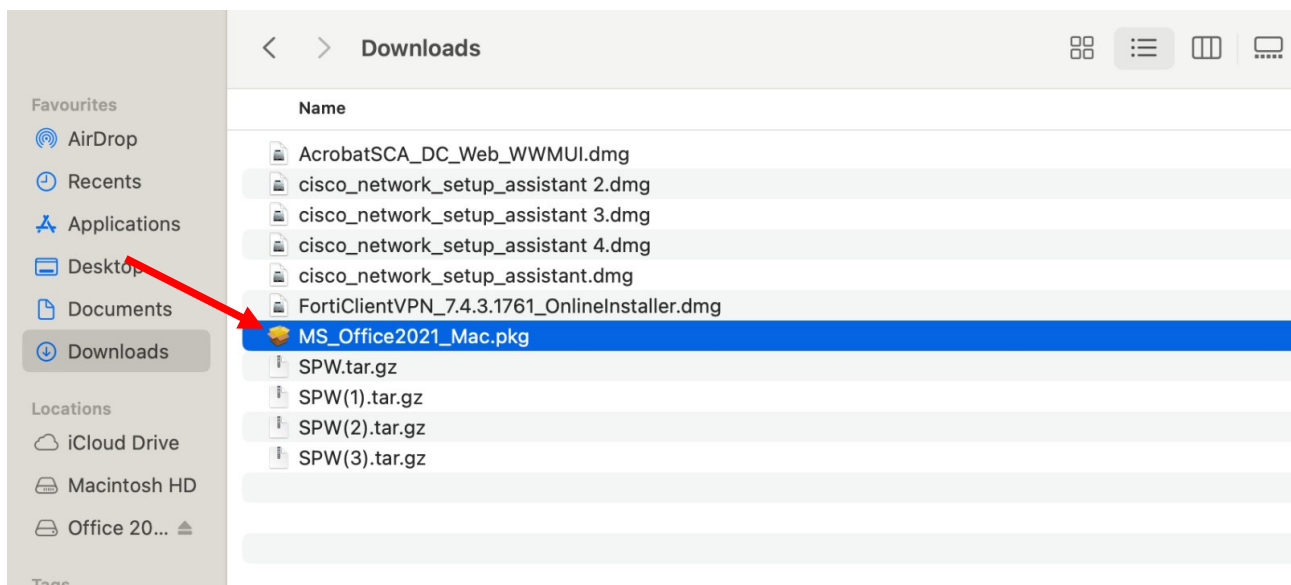 Downloads
Favourites
AirDrop
Recents
Applications
Desktop
Documents
Downloads
Locations
iCloud Drive
Macintosh HD
Office 20...
Tags
Name
AcrobatSCA_DC_Web_WWMUI.dmg
cisco_network_setup_assistant 2.dmg
cisco_network_setup_assistant 3.dmg
cisco_network_setup_assistant 4.dmg
cisco_network_setup_assistant.dmg
FortiClientVPN_7.4.3.1761_OnlineInstaller.dmg
MS_Office2021_Mac.pkg
SPW.tar.gz
SPW(1).tar.gz
SPW(2).tar.gz
SPW(3).tar.gz